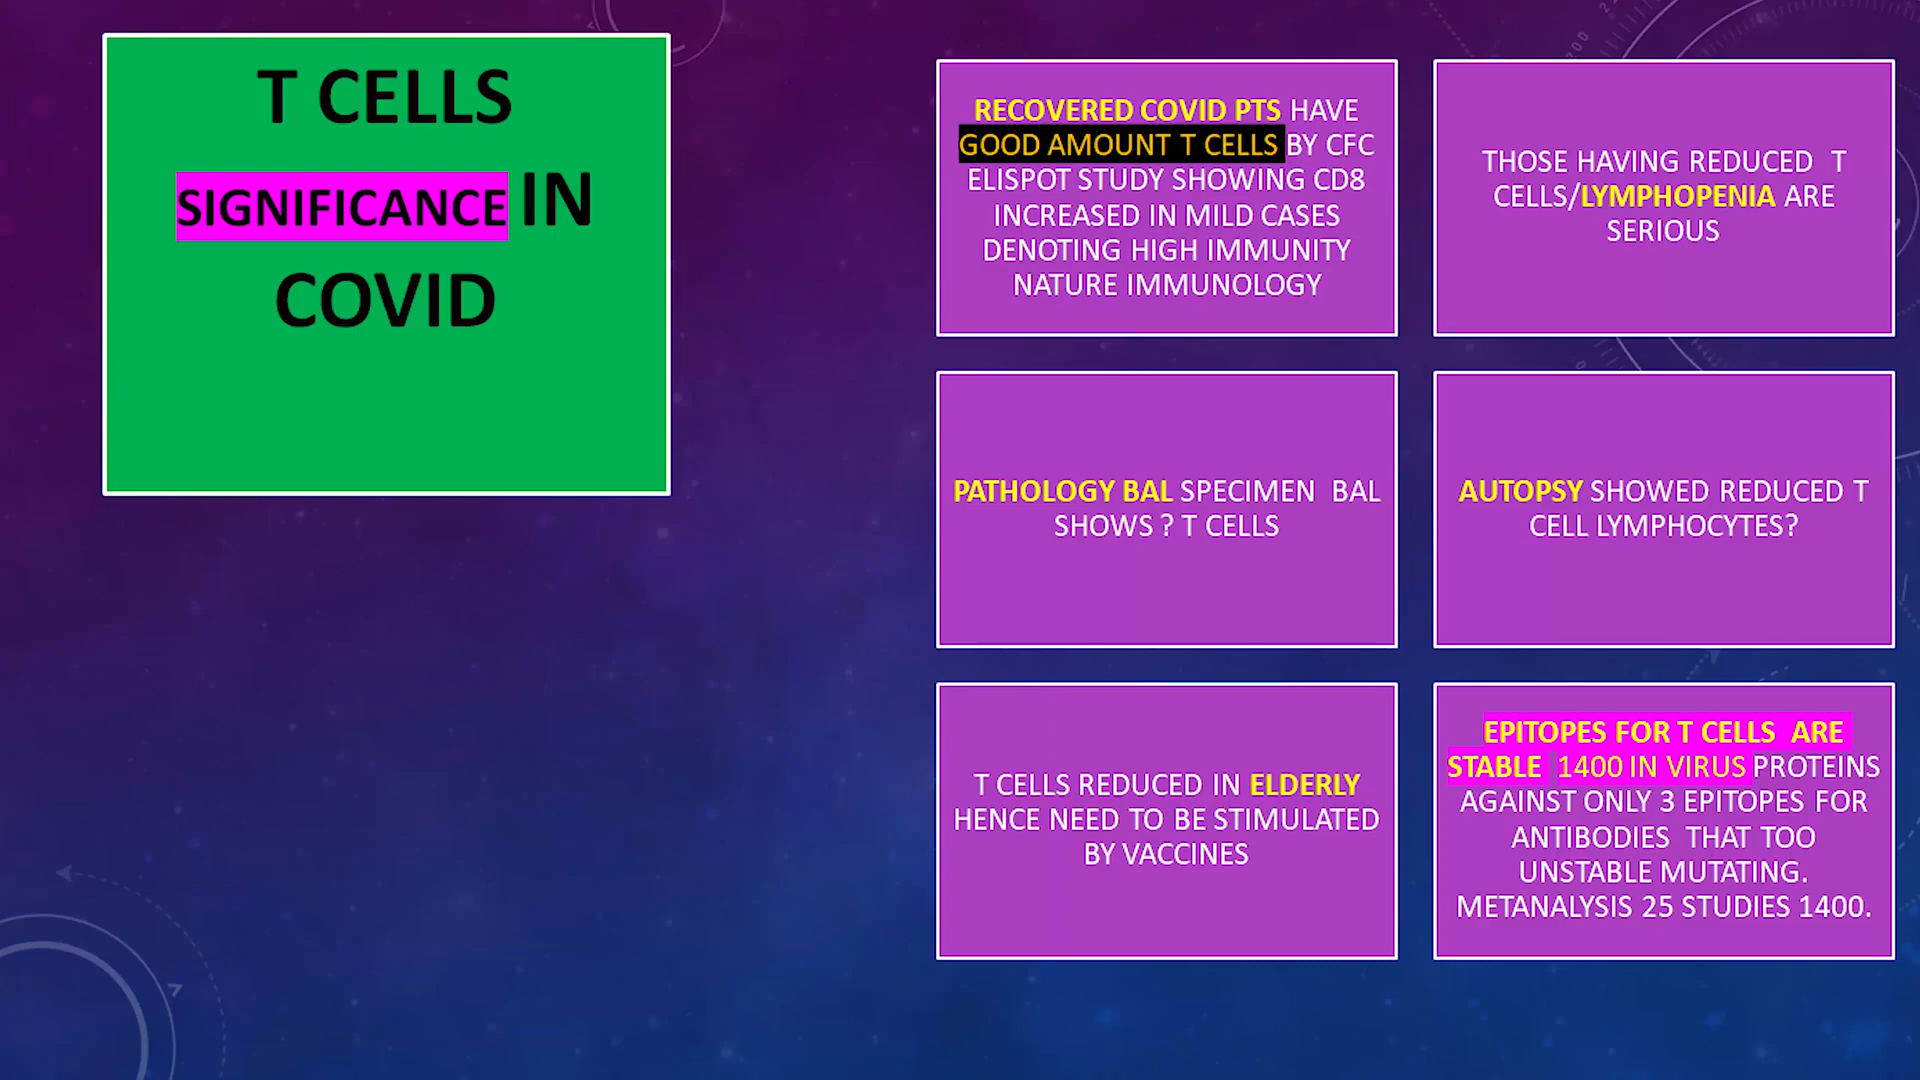 T CELLS
SIGNIFICANCE IN
COVID
RECOVERED COVID PTS HAVE
GOOD AMOUNT T CELLS BY CFC
ELISPOT STUDY SHOWING CD8
INCREASED IN MILD CASES
DENOTING HIGH IMMUNITY
NATURE IMMUNOLOGY
THOSE HAVING REDUCED T
CELLS/LYMPHOPENIA ARE
SERIOUS
PATHOLOGY BAL SPECIMEN BAL
SHOWS ? T CELLS
AUTOPSY SHOWED REDUCED T
CELL LYMPHOCYTES?
T CELLS REDUCED IN ELDERLY
HENCE NEED TO BE STIMULATED
BY VACCINES
EPITOPES FOR T CELLS ARE
STABLE 1400 IN VIRUS PROTEINS
AGAINST ONLY 3 EPITOPES FOR
ANTIBODIES THAT TOO
UNSTABLE MUTATING.
METANALYSIS 25 STUDIES 1400.